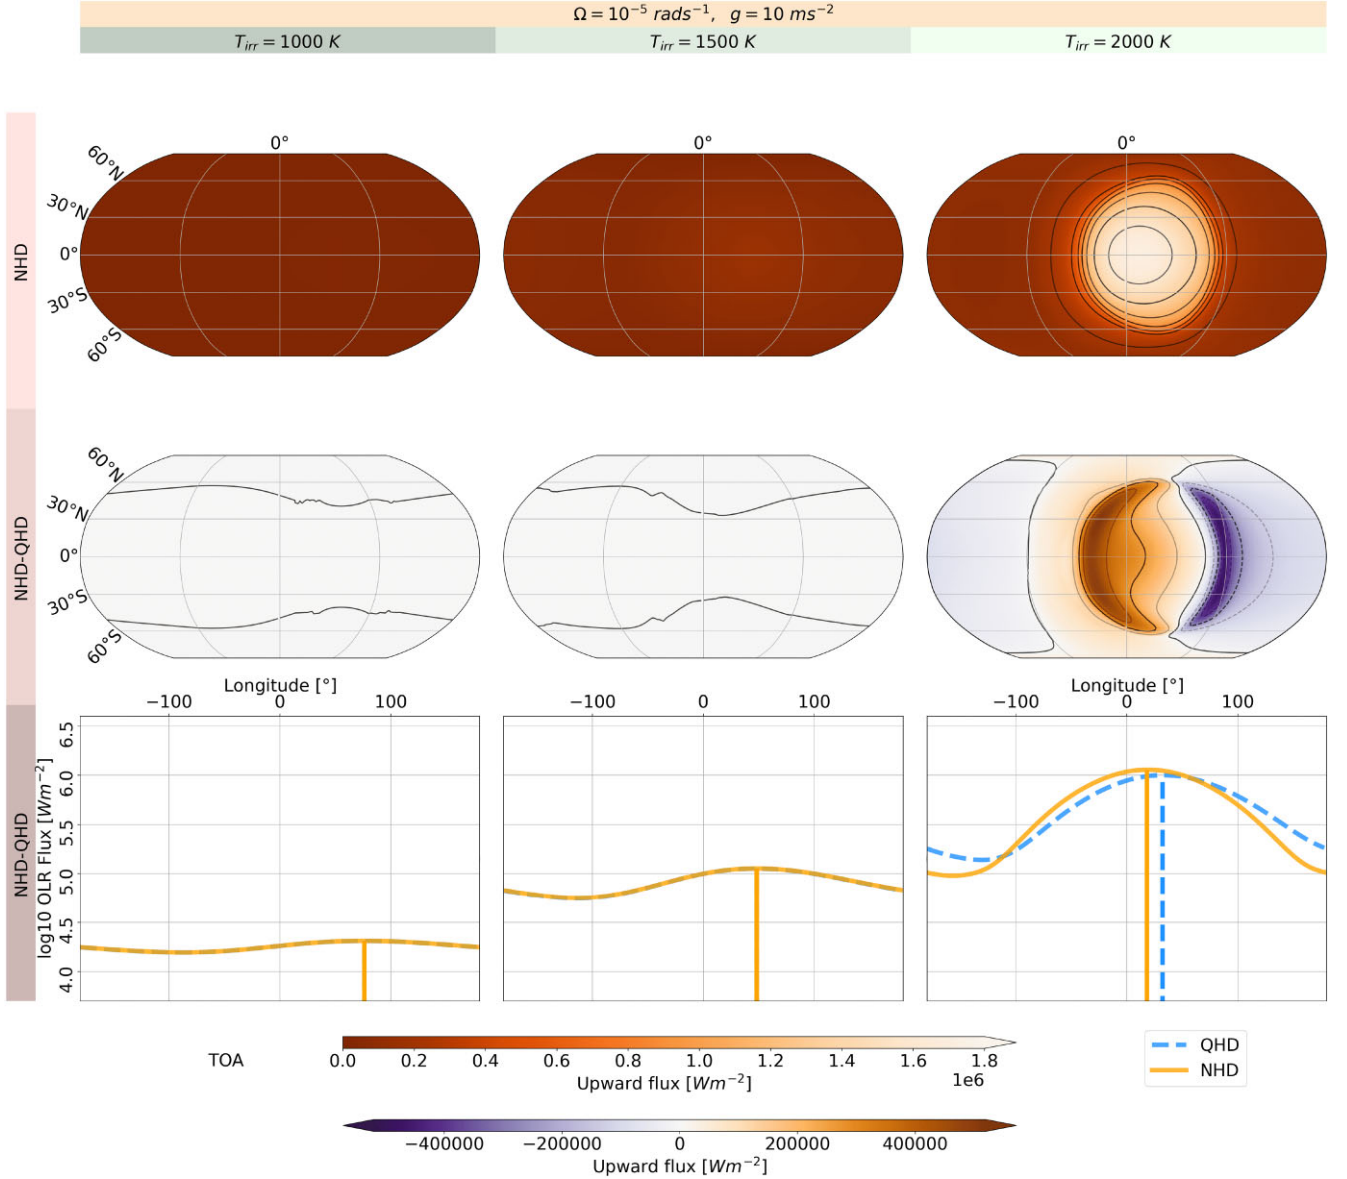 Ω = 10⁻⁵ rads⁻¹, g = 10 ms⁻²
T_irr = 1000 K T_irr = 1500 K T_irr = 2000 K
NHD
0° 0° 0°
60°N
30°N
0°
30°S
60°S
NHD-QHD
60°N
30°N
0°
30°S
60°S
Longitude [°] Longitude [°]
−100 0 100 −100 0 100 −100 0 100
NHD-QHD
log10 OLR Flux [Wm⁻²]
6.5
6.0
5.5
5.0
4.5
4.0
TOA
0.0 0.2 0.4 0.6 0.8 1.0 1.2 1.4 1.6 1.8
1e6
Upward flux [Wm⁻²]
QHD
NHD
−400000 −200000 0 200000 400000
Upward flux [Wm⁻²]